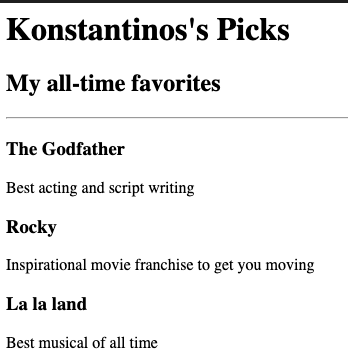 Konstantinos's Picks
My all-time favorites
The Godfather
Best acting and script writing
Rocky
Inspirational movie franchise to get you moving
La la land
Best musical of all time